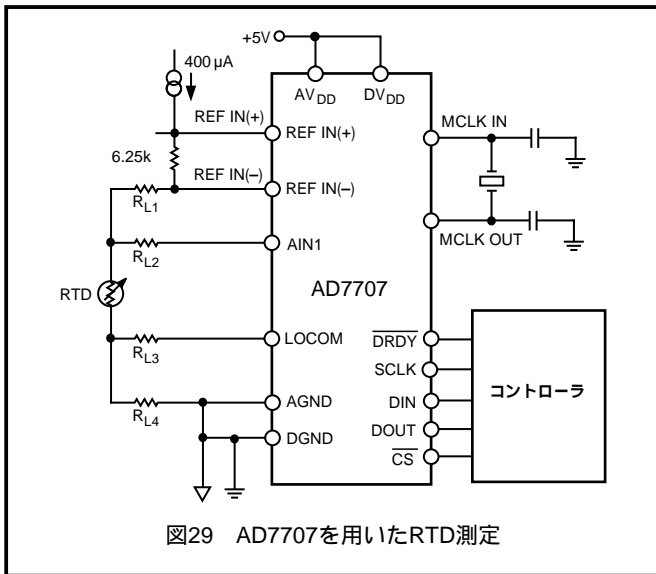 +5V
400 μA
AVDD
DVDD
REF IN(+)
REF IN(+)
MCLK IN
6.25k
REF IN(–)
REF IN(–)
RL1
MCLK OUT
RL2
AIN1
AD7707
RTD
RL3
LOCOM
DRDY
SCLK
コントローラ
RL4
AGND
DIN
DGND
DOUT
CS
図29 AD7707を用いたRTD測定